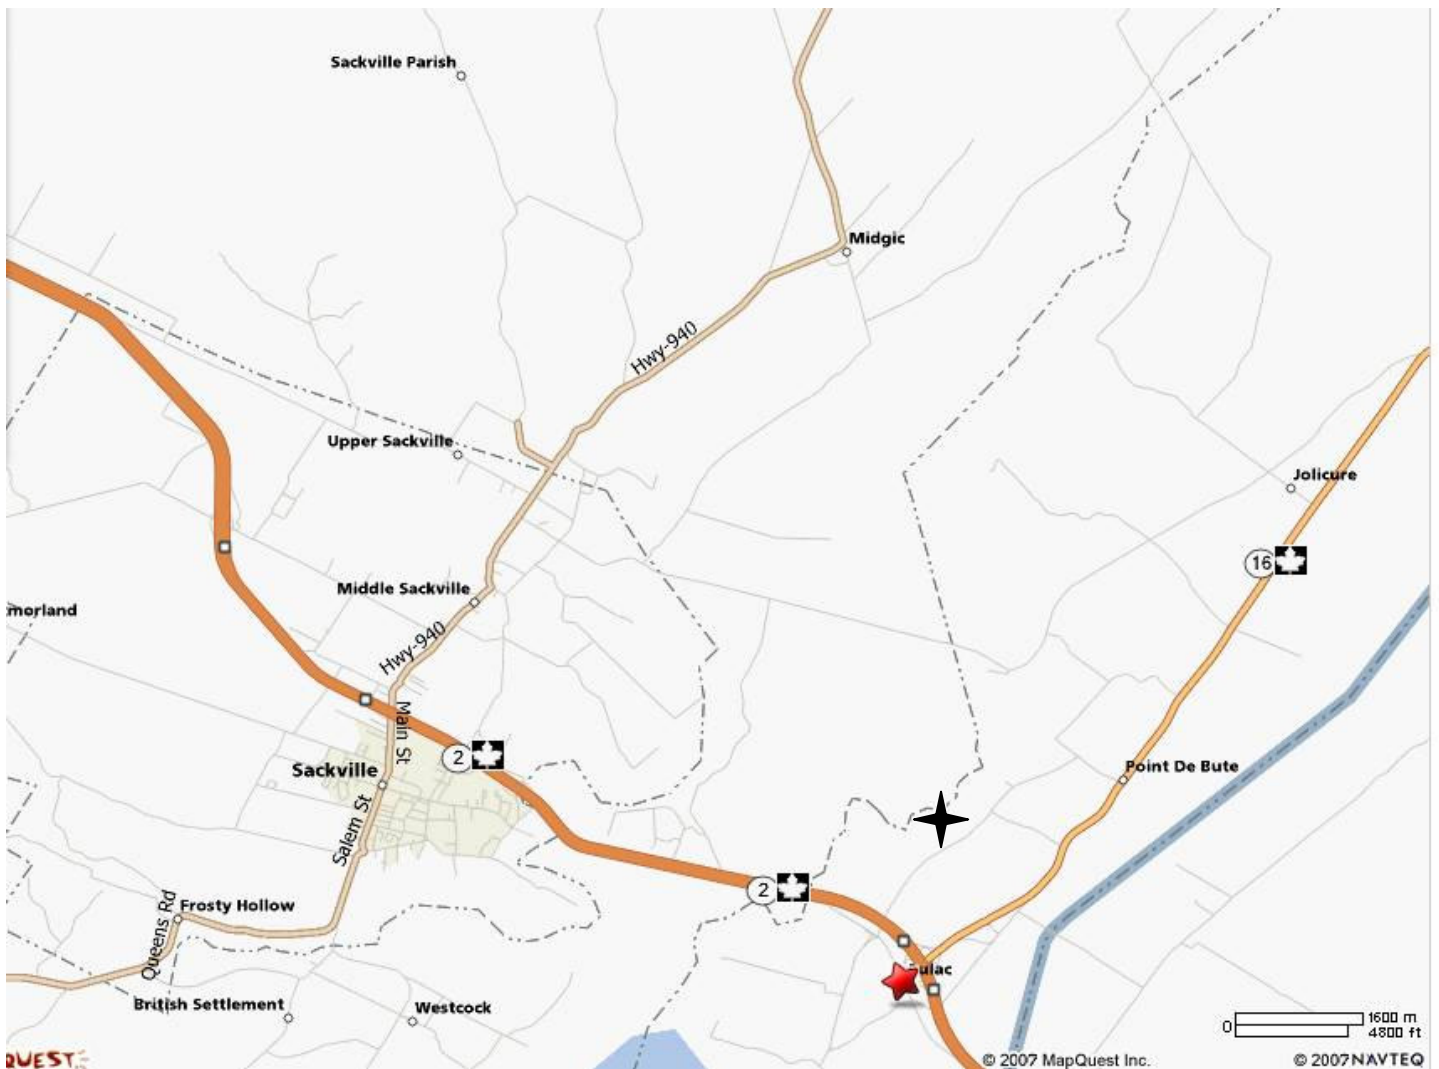 Sackville Parish
Midgic
Hwy-940
Upper Sackville
Jolicure
16
Middle Sackville
morland
Hwy-940
Main St
2
Sackville
Point De Bute
Salem St
2
Queens Rd
Frosty Hollow
ulac
British Settlement
Westcock
0
1600 m
4800 ft
QUEST
© 2007 MapQuest Inc.
© 2007 NAVTEQ